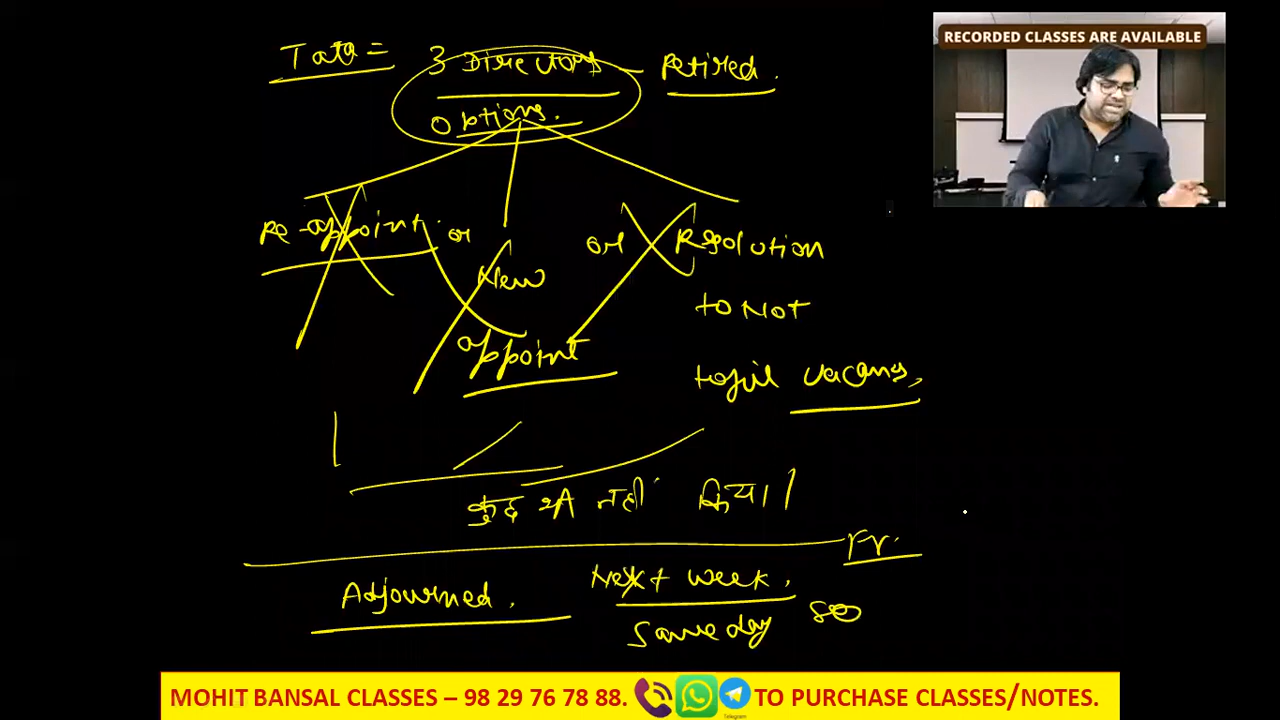 RECORDED CLASSES ARE AVAILABLE
Tata = 3 Directors - retired.
Options.
Re-appoint or
New
appoint
or Resolution
to Not
to fill vacancy,
कुछ भी नहीं किया।
Fr.
Adjourned. Next week.
Same day
MOHIT BANSAL CLASSES – 98 29 76 78 88. TO PURCHASE CLASSES/NOTES.
Telegram